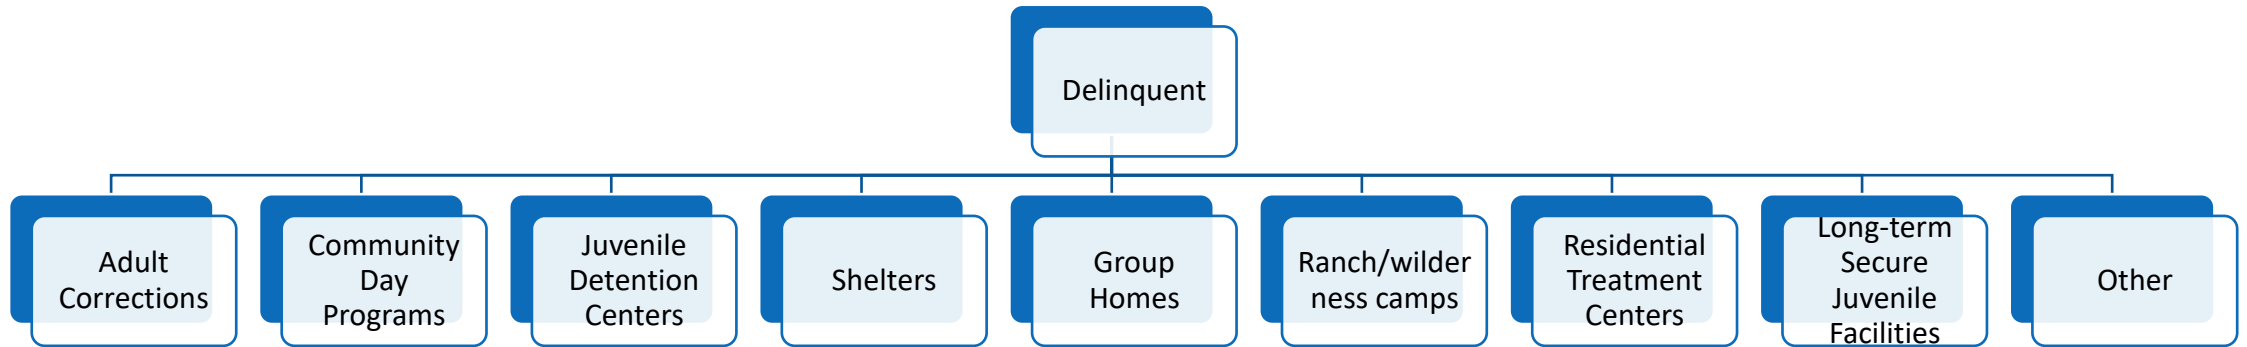 Delinquent
Adult
Corrections
Community
Day
Programs
Juvenile
Detention
Centers
Shelters
Group
Homes
Ranch/wilder
ness camps
Residential
Treatment
Centers
Long-term
Secure
Juvenile
Facilities
Other